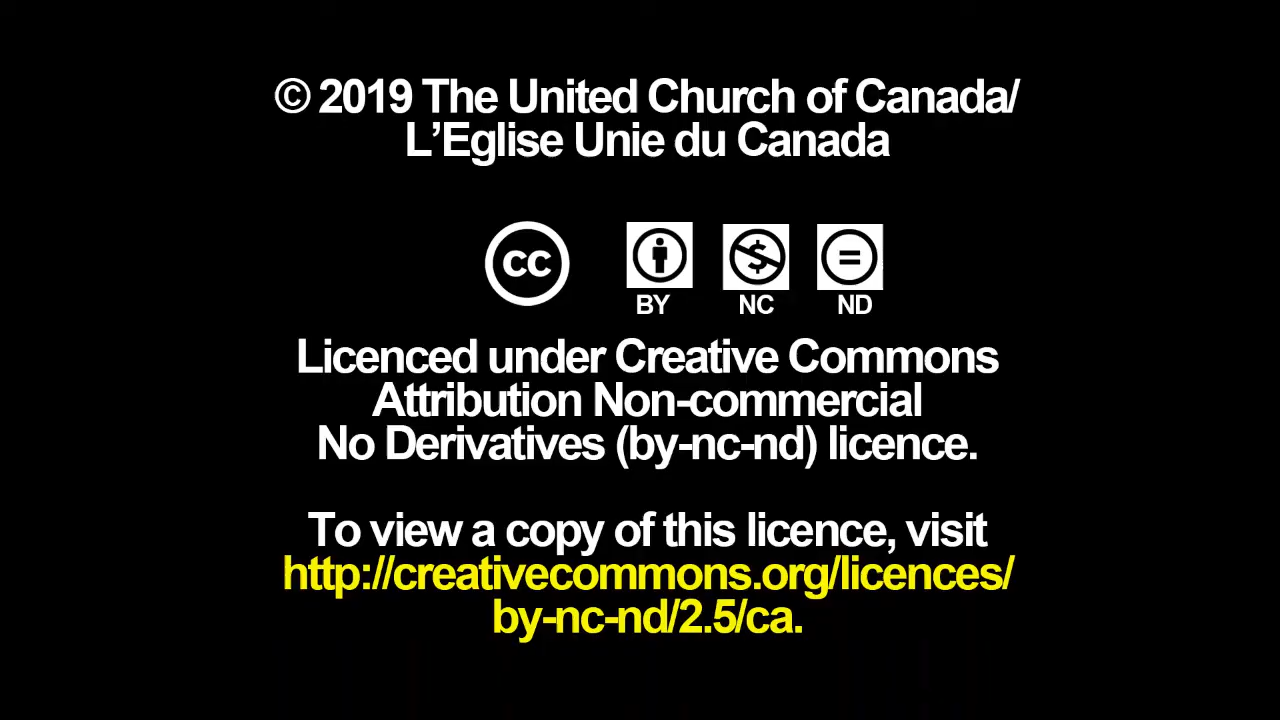 © 2019 The United Church of Canada/
L’Eglise Unie du Canada
cc
BY NC ND
Licenced under Creative Commons
Attribution Non-commercial
No Derivatives (by-nc-nd) licence.
To view a copy of this licence, visit
http://creativecommons.org/licences/
by-nc-nd/2.5/ca.